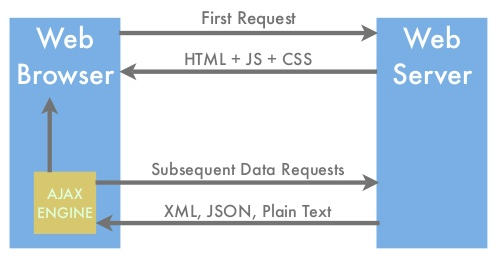 First Request
Web
Browser
Web
Server
HTML + JS + CSS
Subsequent Data Requests
AJAX
ENGINE
XML, JSON, Plain Text